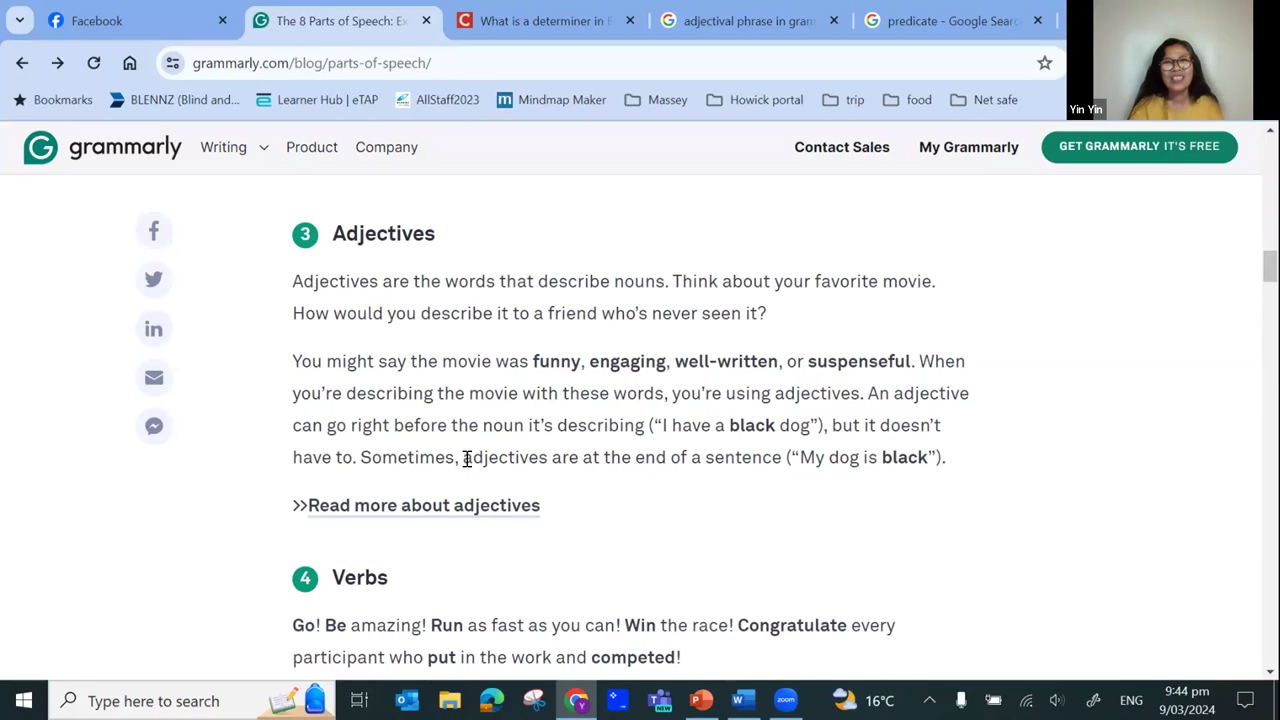 Facebook
The 8 Parts of Speech: Ex
What is a determiner in E
adjectival phrase in gram
predicate - Google Searc
grammarly.com/blog/parts-of-speech/
Bookmarks
BLENNZ (Blind and...
Learner Hub | eTAP
AllStaff2023
Mindmap Maker
Massey
Howick portal
trip
food
Net safe
Yin Yin
grammarly
Writing
Product
Company
Contact Sales
My Grammarly
GET GRAMMARLY IT'S FREE
3 Adjectives
Adjectives are the words that describe nouns. Think about your favorite movie.
How would you describe it to a friend who's never seen it?
You might say the movie was funny, engaging, well-written, or suspenseful. When
you're describing the movie with these words, you're using adjectives. An adjective
can go right before the noun it's describing (“I have a black dog”), but it doesn't
have to. Sometimes, adjectives are at the end of a sentence (“My dog is black”).
>>Read more about adjectives
4 Verbs
Go! Be amazing! Run as fast as you can! Win the race! Congratulate every
participant who put in the work and competed!
Type here to search
16°C
ENG
9:44 pm
9/03/2024